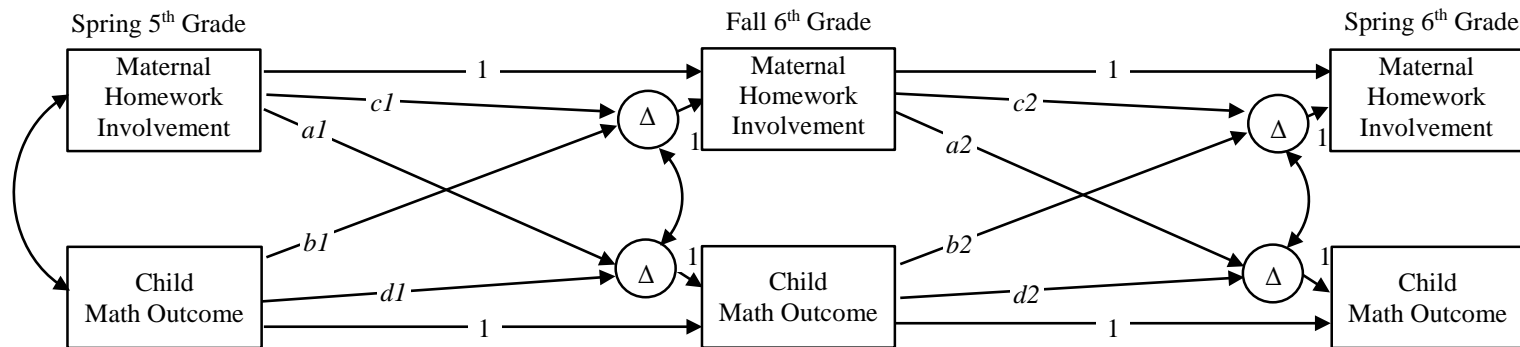 Spring 5th Grade
Fall 6th Grade
Spring 6th Grade
Maternal
Homework
Involvement
1
c1
a1
Δ
1
Maternal
Homework
Involvement
1
c2
a2
Δ
1
Maternal
Homework
Involvement
Child
Math Outcome
b1
d1
1
Δ
1
Child
Math Outcome
b2
d2
1
Δ
1
Child
Math Outcome